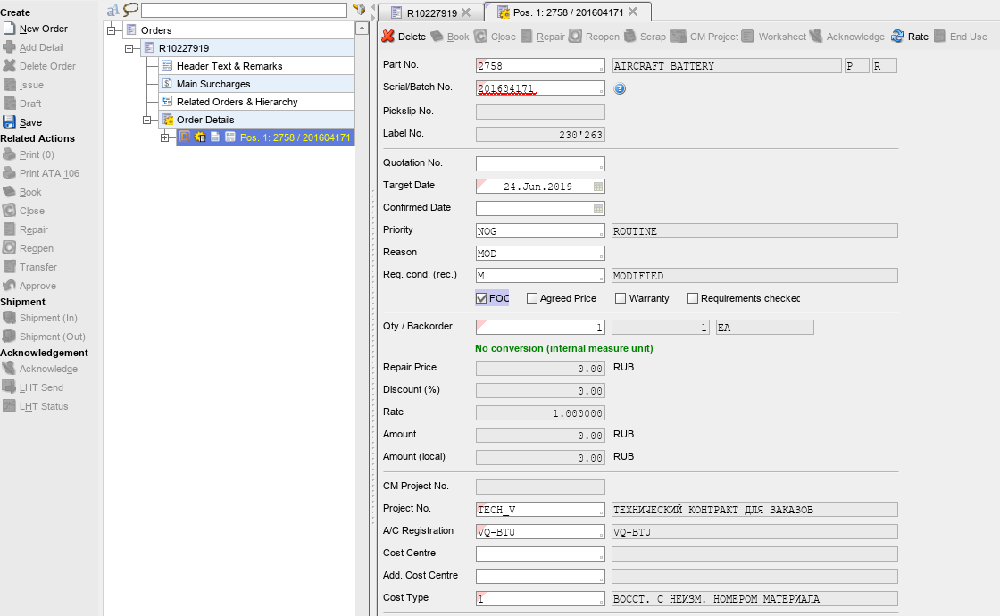 Create
New Order
Add Detail
Delete Order
Issue
Draft
Save
Related Actions
Print (0)
Print ATA 106
Book
Close
Repair
Reopen
Transfer
Approve
Shipment
Shipment (In)
Shipment (Out)
Acknowledgement
Acknowledge
LHT Send
LHT Status
Orders
R10227919
Header Text & Remarks
Main Surcharges
Related Orders & Hierarchy
Order Details
Pos. 1: 2758 / 201604171
R10227919 Pos. 1: 2758 / 201604171
Delete Book Close Repair Reopen Scrap CM Project Worksheet Acknowledge Rate End Use
Part No. 2758 AIRCRAFT BATTERY P R
Serial/Batch No. 201604171
Pickslip No.
Label No. 230'263
Quotation No.
Target Date 24.Jun.2019
Confirmed Date
Priority NOG ROUTINE
Reason MOD
Req. cond. (rec.) M MODIFIED
FOC Agreed Price Warranty Requirements checked
Qty / Backorder 1 1 EA
No conversion (internal measure unit)
Repair Price 0.00 RUB
Discount (%) 0.00
Rate 1.000000
Amount 0.00 RUB
Amount (local) 0.00 RUB
CM Project No.
Project No. TECH_V ТЕХНИЧЕСКИЙ КОНТРАКТ ДЛЯ ЗАКАЗОВ
A/C Registration VQ-BTU VQ-BTU
Cost Centre
Add. Cost Centre
Cost Type 1 ВОССТ. С НЕИЗМ. НОМЕРОМ МАТЕРИАЛА